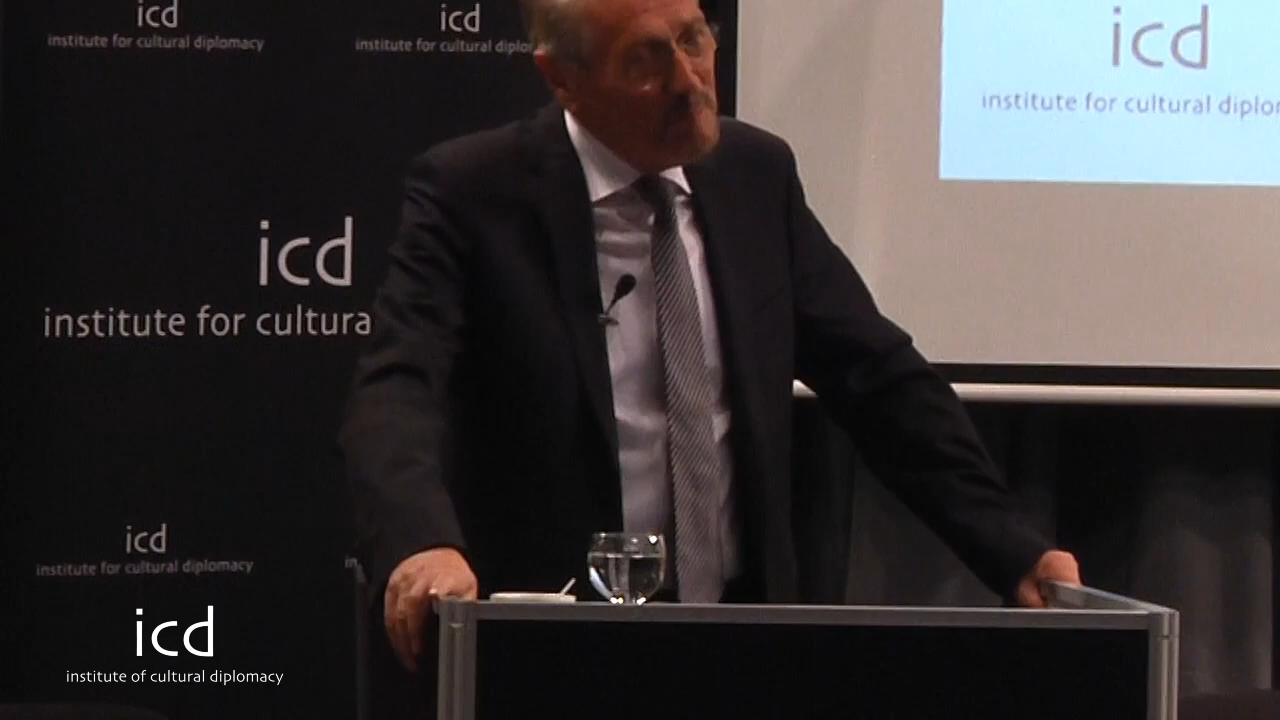 icd
institute for cultural diplomacy
icd
institute for cultural diplo
icd
institute for cultural diplo
icd
institute for cultura
icd
institute for cultural diplomacy
in
icd
institute of cultural diplomacy